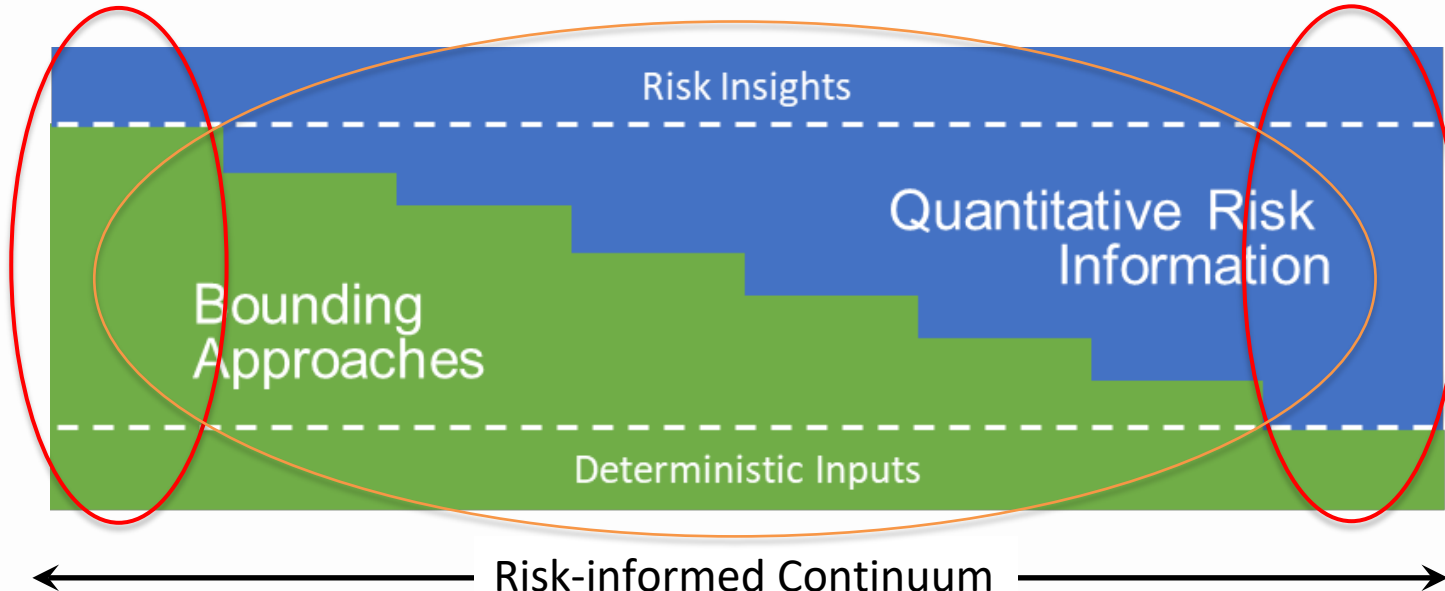 Risk Insights
Quantitative Risk
Information
Bounding
Approaches
Deterministic Inputs
Risk-informed Continuum